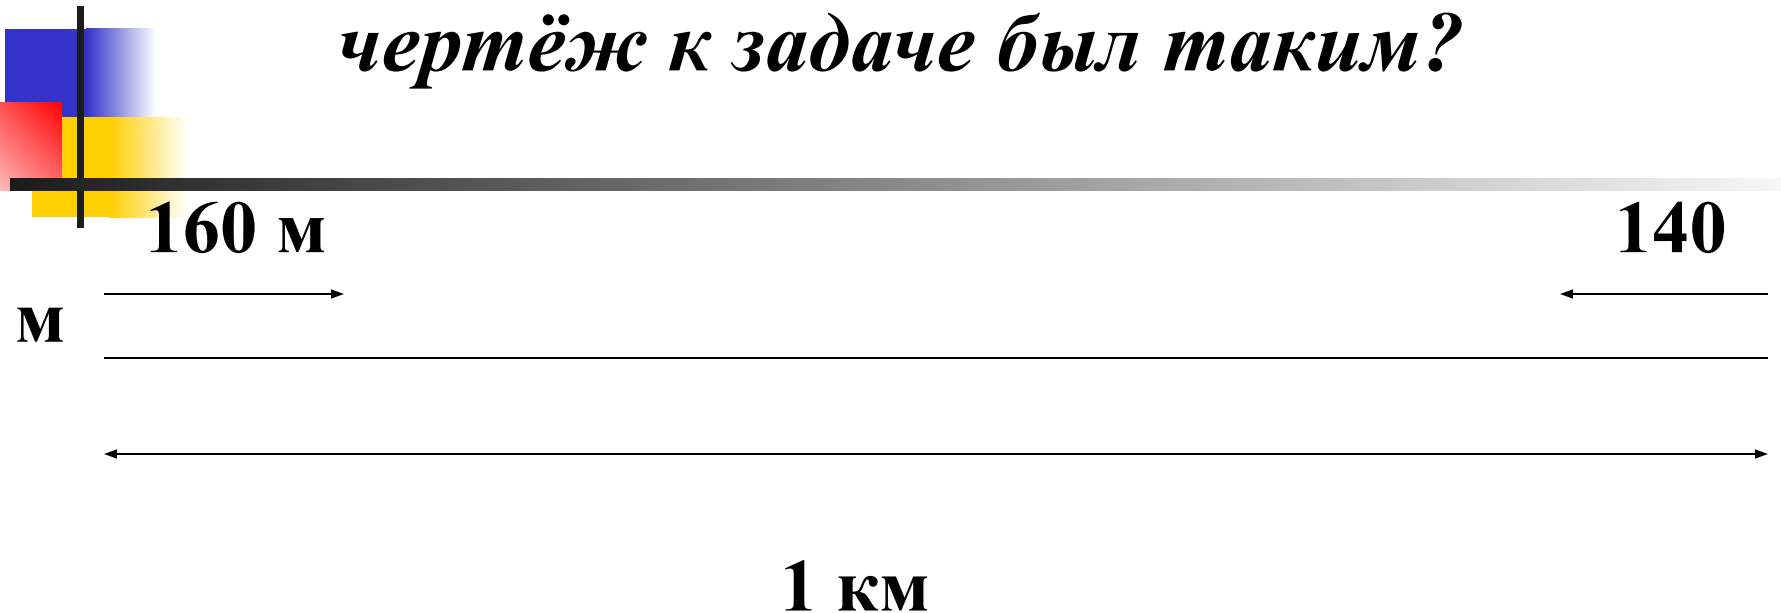 чертёж к задаче был таким?
160 м 140
м
1 км